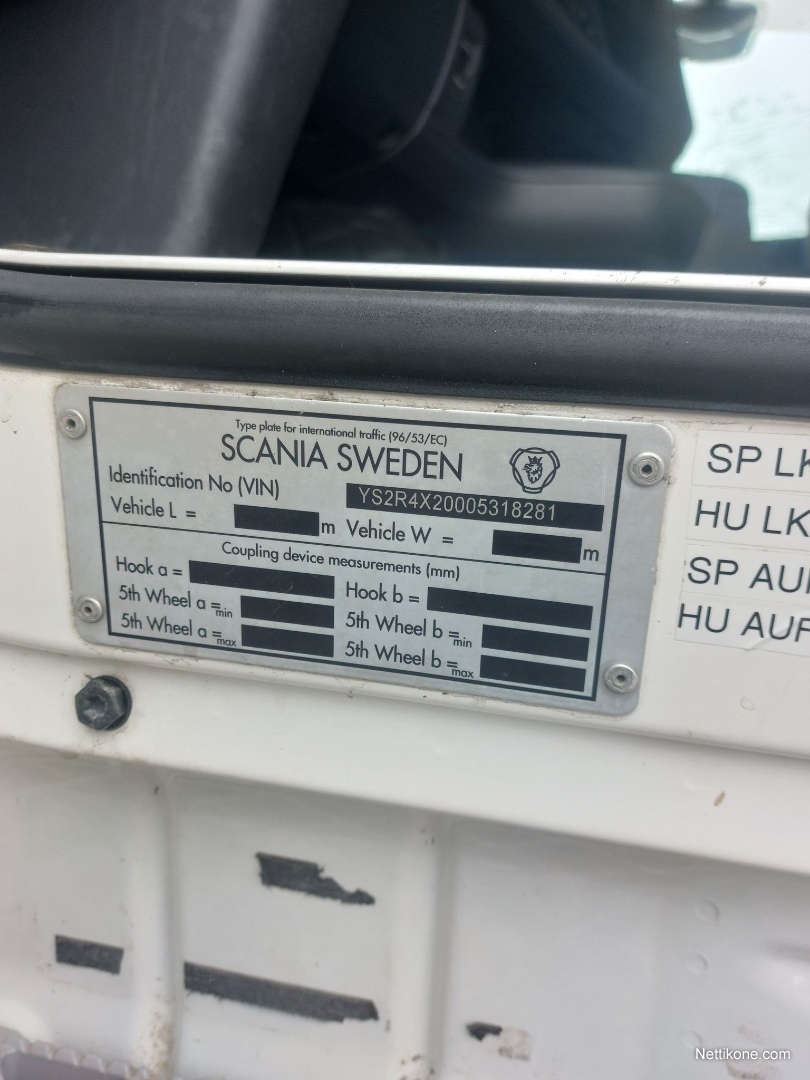 Type plate for international traffic (96/53/EC)
SCANIA SWEDEN
Identification No (VIN) YS2R4X20005318281
Vehicle L = m Vehicle W = m
Coupling device measurements (mm)
Hook a = Hook b =
5th Wheel a = min 5th Wheel b = min
5th Wheel a = max 5th Wheel b = max
SP LK
HU LK
SP AU
HU AUF
Nettikone.com